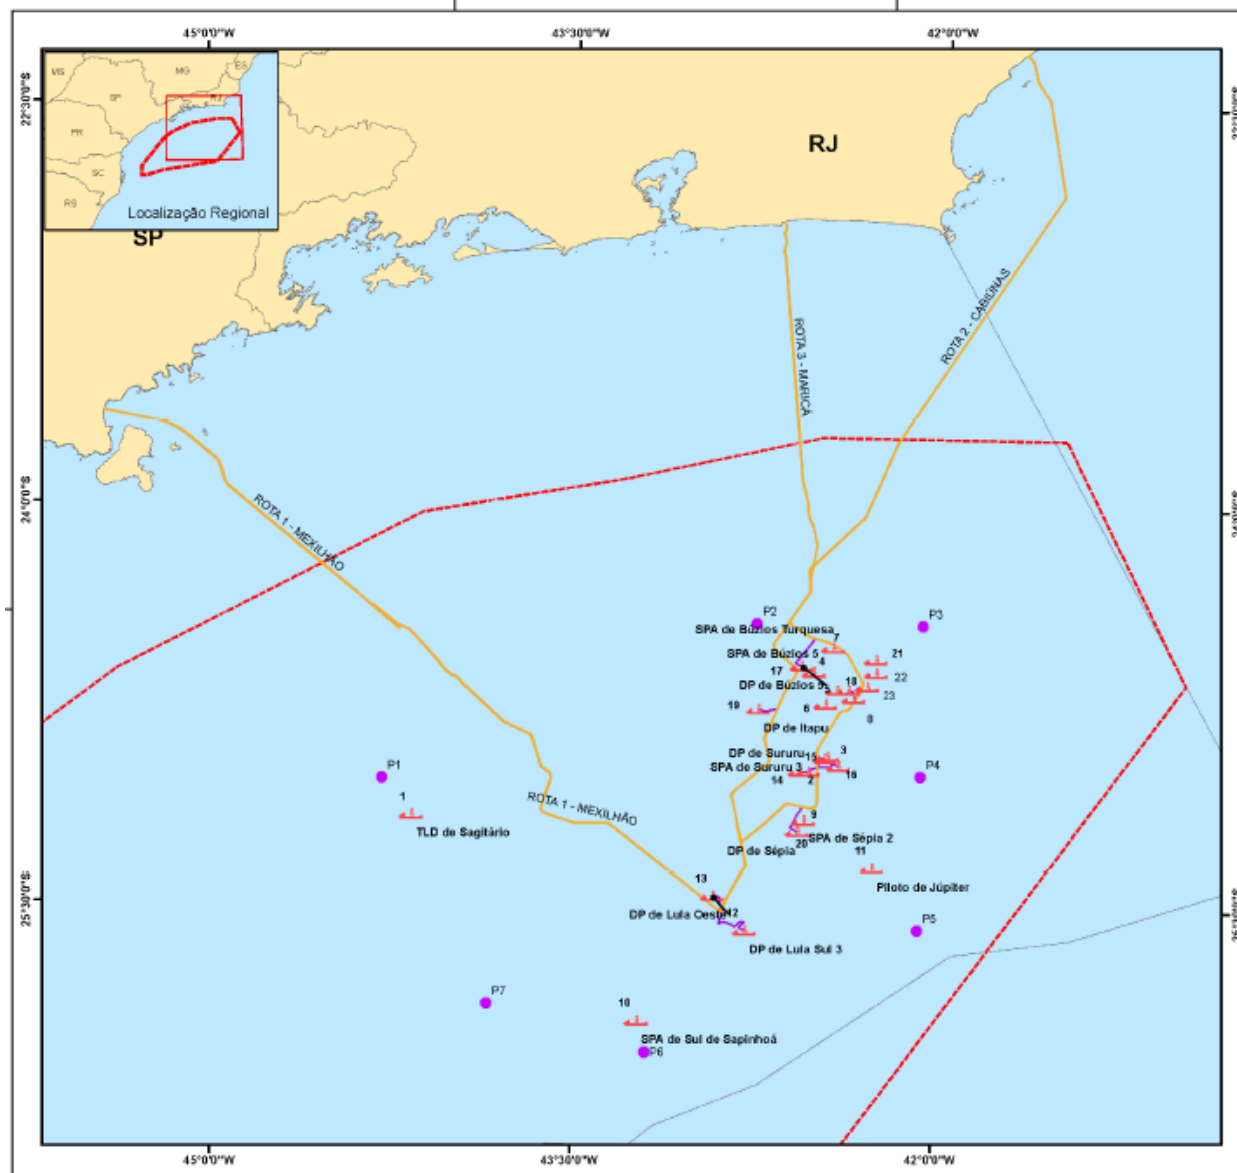 45°0'0"W
43°30'0"W
42°0'0"W
MS
MG
ES
SP
RJ
PR
SC
RS
Localização Regional
22°30'0"S
RJ
SP
ROTA 3 - MARICÁ
ROTA 2 - CABIÚNAS
24°0'0"S
ROTA 1 - MEXILHÃO
P2
P3
SPA de Búzios Turquesa
7
SPA de Búzios 5
4
21
17
22
DP de Búzios 5
5
18
23
19
6
8
DP de Itapu
DP de Sururu
15
3
SPA de Sururu 3
16
14
2
P1
P4
1
TLD de Sagitário
ROTA 1 - MEXILHÃO
9
SPA de Sépia 2
20
DP de Sépia
11
Piloto de Júpiter
13
25°30'0"S
DP de Lula Oeste
12
P5
DP de Lula Sul 3
P7
10
SPA de Sul de Sapinhoá
P6
45°0'0"W
43°30'0"W
42°0'0"W